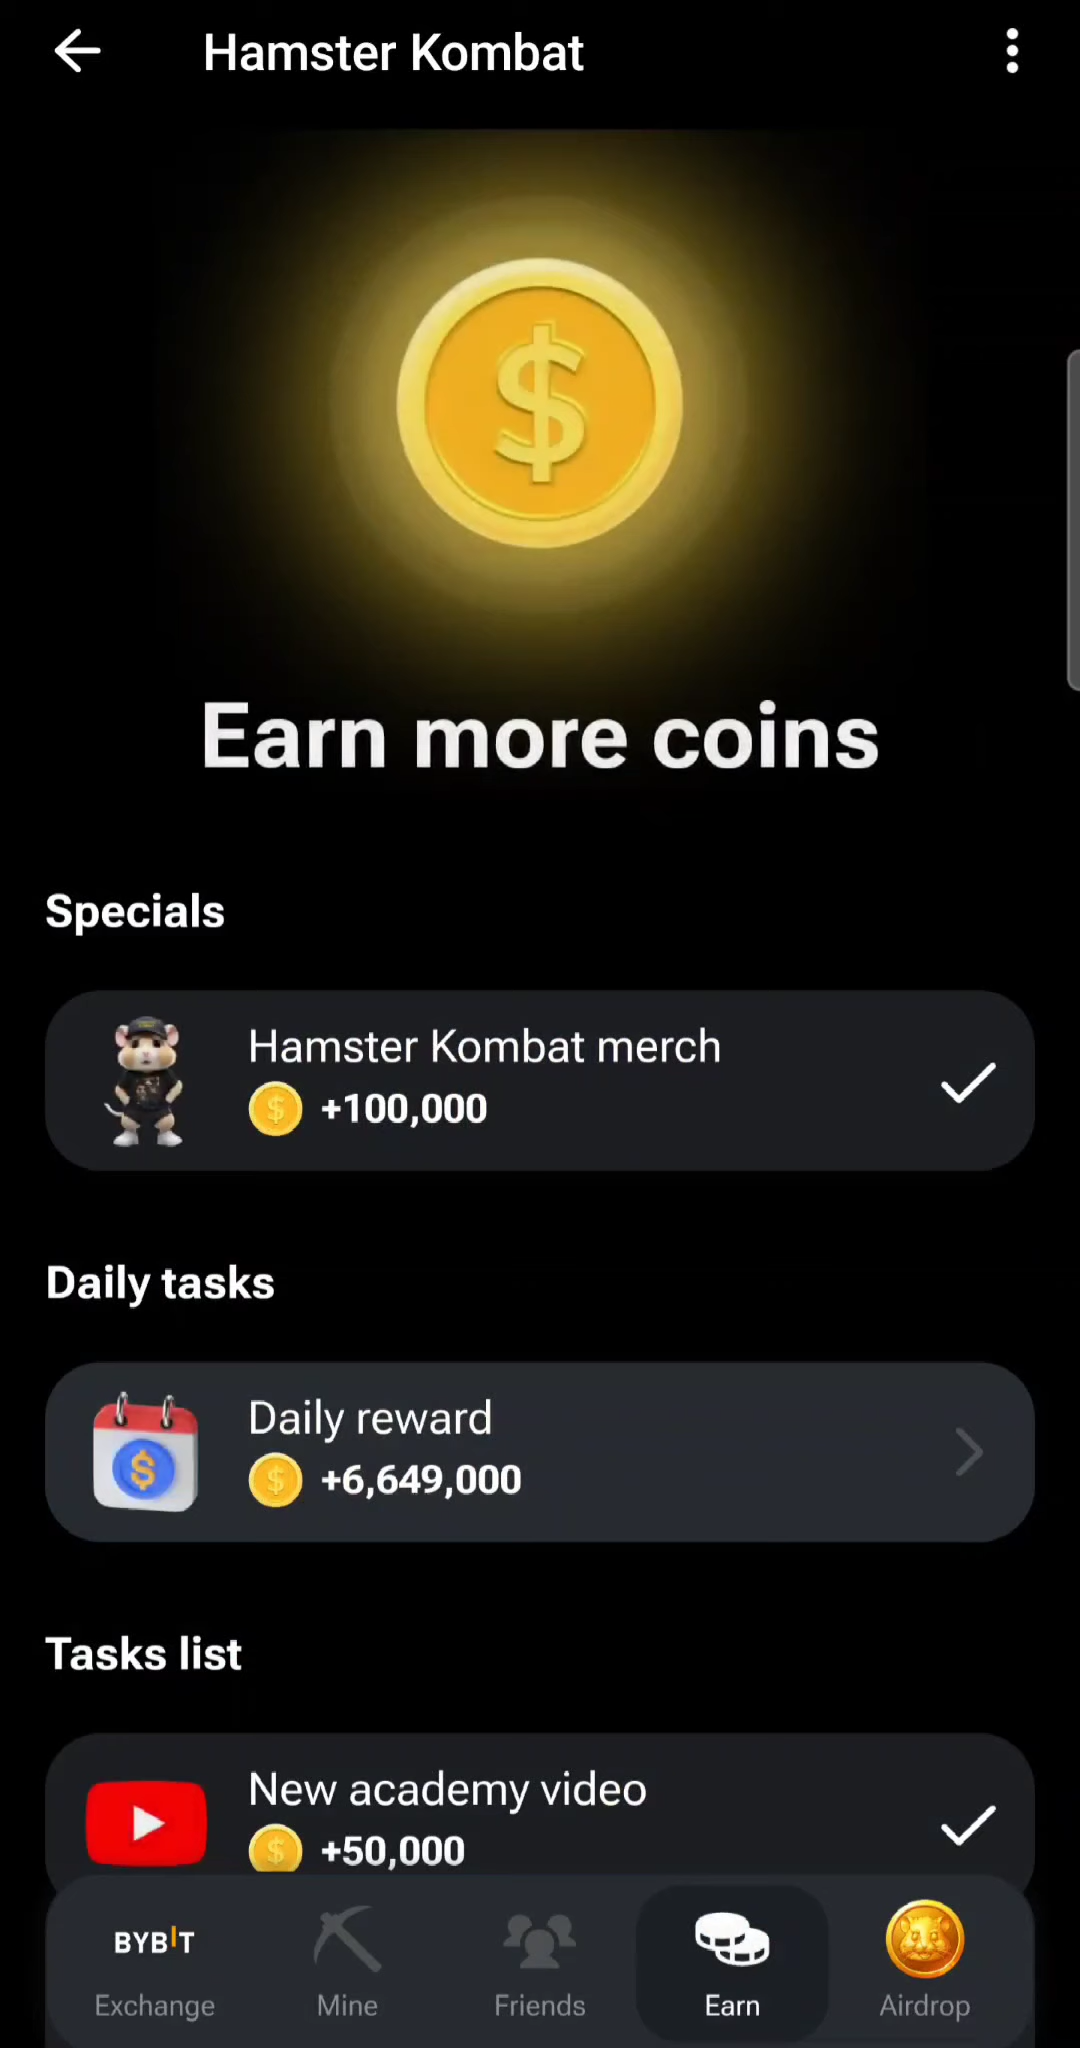 Hamster Kombat
$
Earn more coins
Specials
Hamster Kombat merch
$ +100,000
Daily tasks
Daily reward
$
$ +6,649,000
Tasks list
New academy video
$ +50,000
BYBIT
Exchange
Mine
Friends
Earn
Airdrop